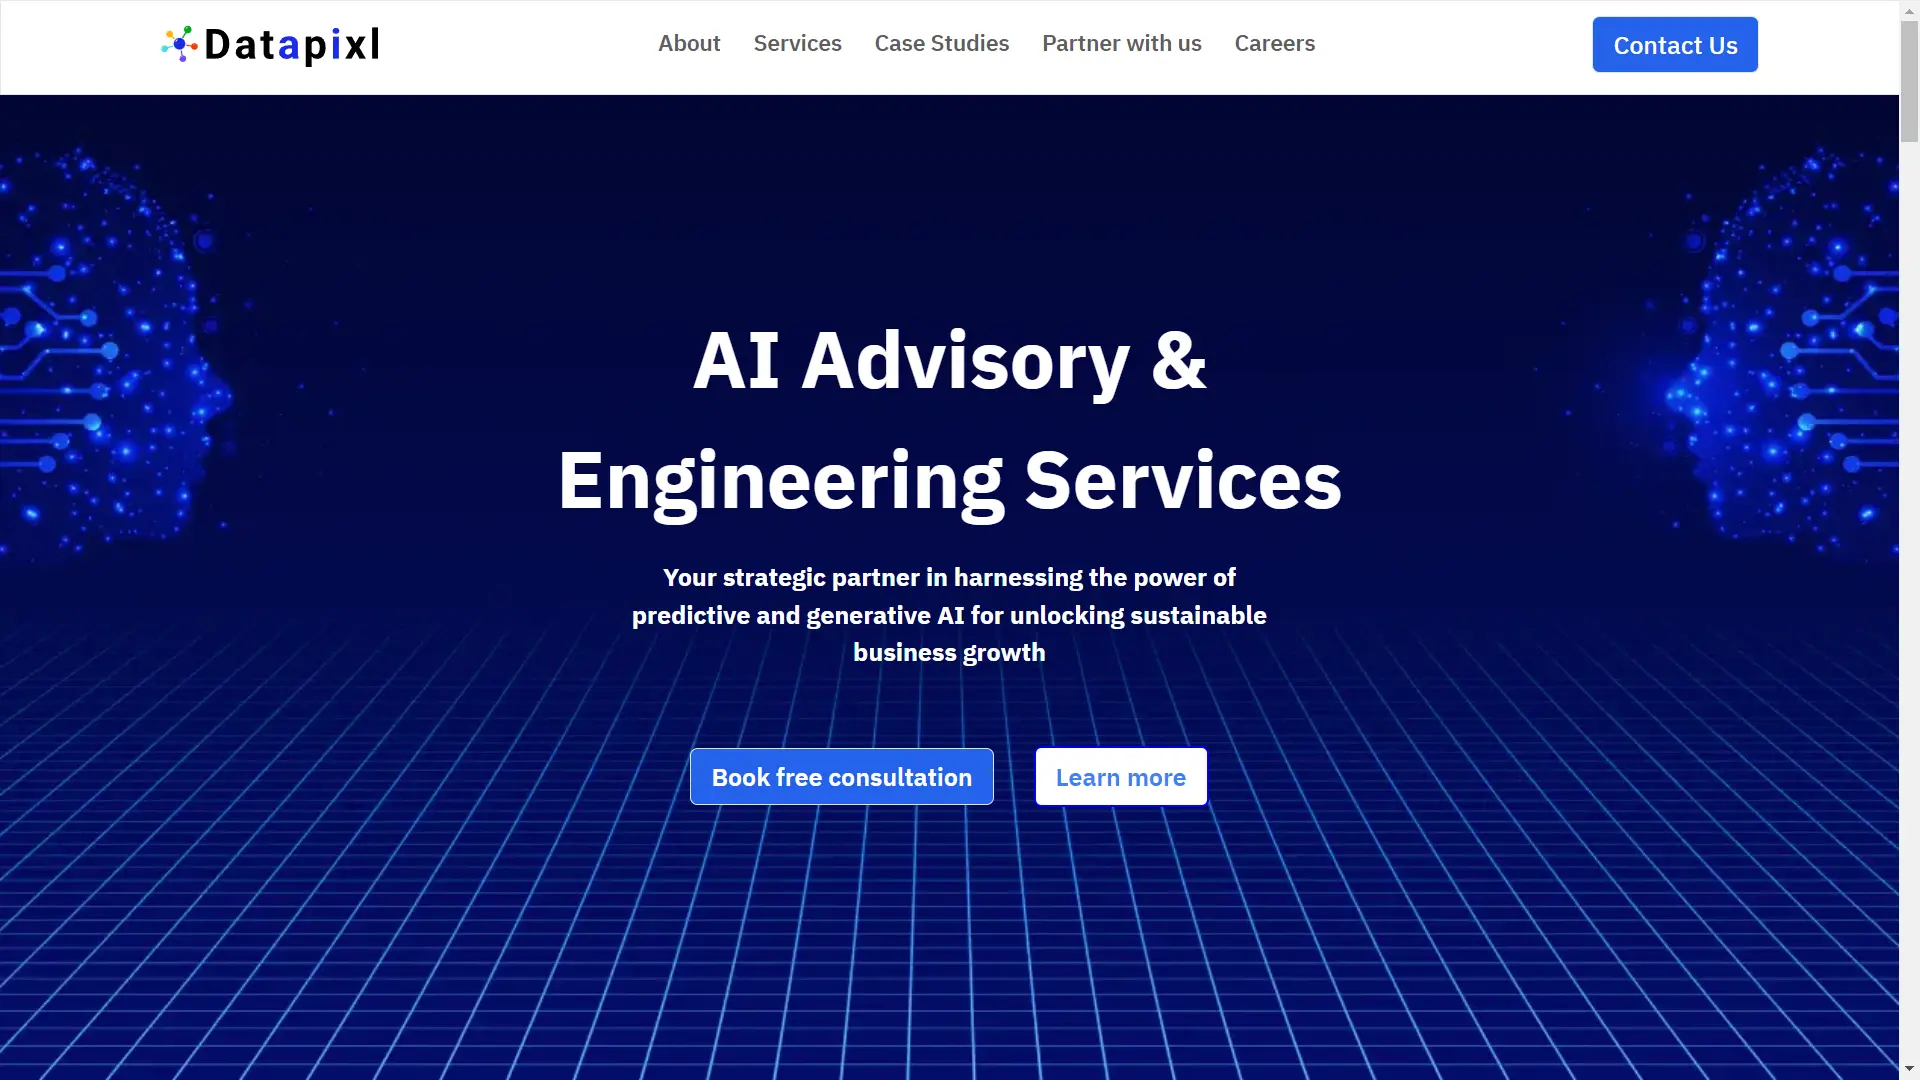 Datapixl
About
Services
Case Studies
Partner with us
Careers
Contact Us
AI Advisory &
Engineering Services
Your strategic partner in harnessing the power of
predictive and generative AI for unlocking sustainable
business growth
Book free consultation
Learn more